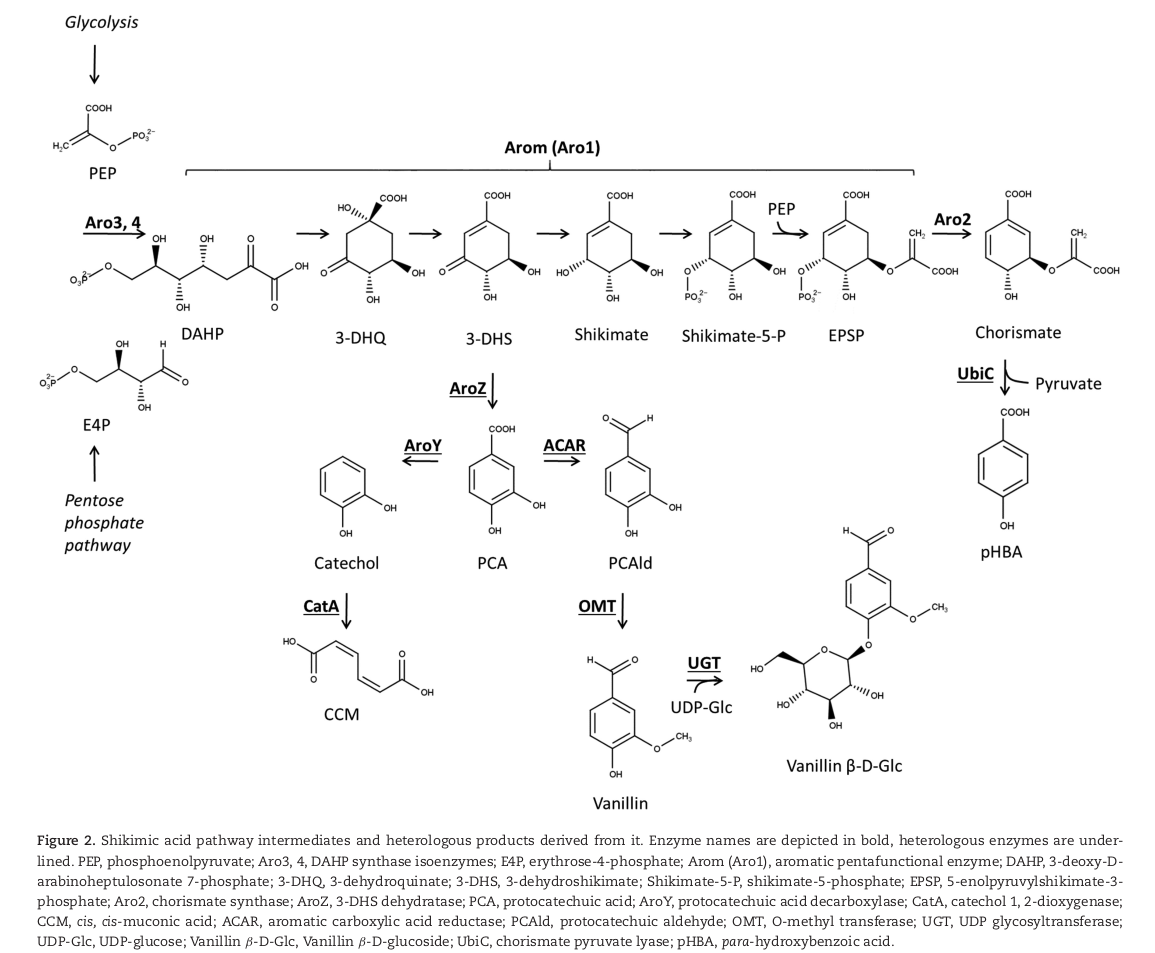 Glycolysis
COOH
H₂C
O
PO₃²⁻
PEP
Arom (Aro1)
Aro3, 4
OH
OH
O
²⁻O₃P
O
OH
OH
O
DAHP
HO
COOH
O
OH
OH
3-DHQ
COOH
O
OH
OH
3-DHS
COOH
HO
OH
OH
Shikimate
COOH
O
OH
PO₃²⁻
OH
Shikimate-5-P
PEP
COOH
CH₂
O
O
COOH
PO₃²⁻
OH
EPSP
Aro2
COOH
CH₂
O
COOH
OH
Chorismate
OH
H
²⁻O₃P
O
O
OH
E4P
Pentose
phosphate
pathway
AroZ
UbiC
Pyruvate
AroY
COOH
OH
OH
PCA
ACAR
O
H
OH
OH
PCAld
OH
OH
Catechol
COOH
OH
pHBA
CatA
HO
O
O
OH
CCM
OMT
H
O
O
CH₃
OH
Vanillin
UGT
UDP-Glc
H
O
O
CH₃
O
O
HO
HO
OH
OH
Vanillin β-D-Glc
Figure 2. Shikimic acid pathway intermediates and heterologous products derived from it. Enzyme names are depicted in bold, heterologous enzymes are under-
lined. PEP, phosphoenolpyruvate; Aro3, 4, DAHP synthase isoenzymes; E4P, erythrose-4-phosphate; Arom (Aro1), aromatic pentafunctional enzyme; DAHP, 3-deoxy-D-
arabinoheptulosonate 7-phosphate; 3-DHQ, 3-dehydroquinate; 3-DHS, 3-dehydroshikimate; Shikimate-5-P, shikimate-5-phosphate; EPSP, 5-enolpyruvylshikimate-3-
phosphate; Aro2, chorismate synthase; AroZ, 3-DHS dehydratase; PCA, protocatechuic acid; AroY, protocatechuic acid decarboxylase; CatA, catechol 1, 2-dioxygenase;
CCM, cis, cis-muconic acid; ACAR, aromatic carboxylic acid reductase; PCAld, protocatechuic aldehyde; OMT, O-methyl transferase; UGT, UDP glycosyltransferase;
UDP-Glc, UDP-glucose; Vanillin β-D-Glc, Vanillin β-D-glucoside; UbiC, chorismate pyruvate lyase; pHBA, para-hydroxybenzoic acid.